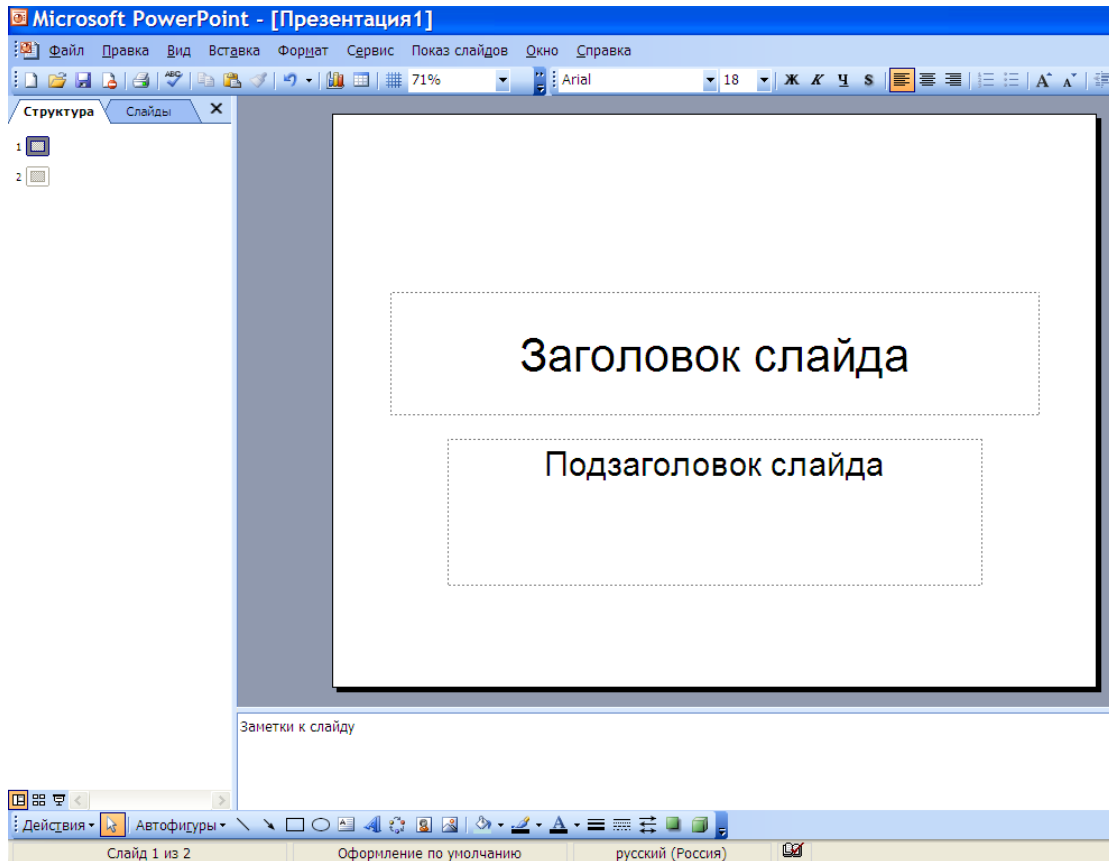 Microsoft PowerPoint - [Презентация1]
Файл Правка Вид Вставка Формат Сервис Показ слайдов Окно Справка
71% Arial 18 Ж К Ч S
Структура Слайды
1
2
Заголовок слайда
Подзаголовок слайда
Заметки к слайду
Действия Автофигуры
Слайд 1 из 2 Оформление по умолчанию русский (Россия)